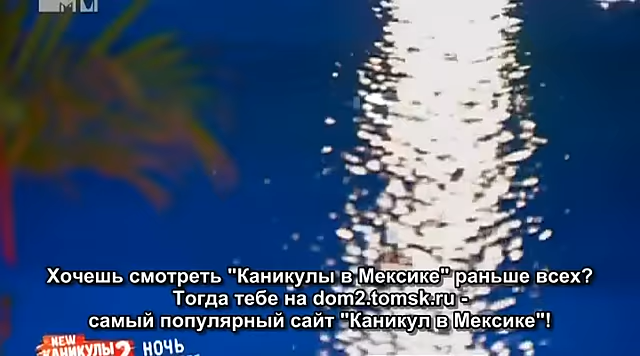 MTV
Хочешь смотреть "Каникулы в Мексике" раньше всех?
Тогда тебе на dom2.tomsk.ru -
самый популярный сайт "Каникул в Мексике"!
NEW
КАНИКУЛЫ 2
НОЧЬ